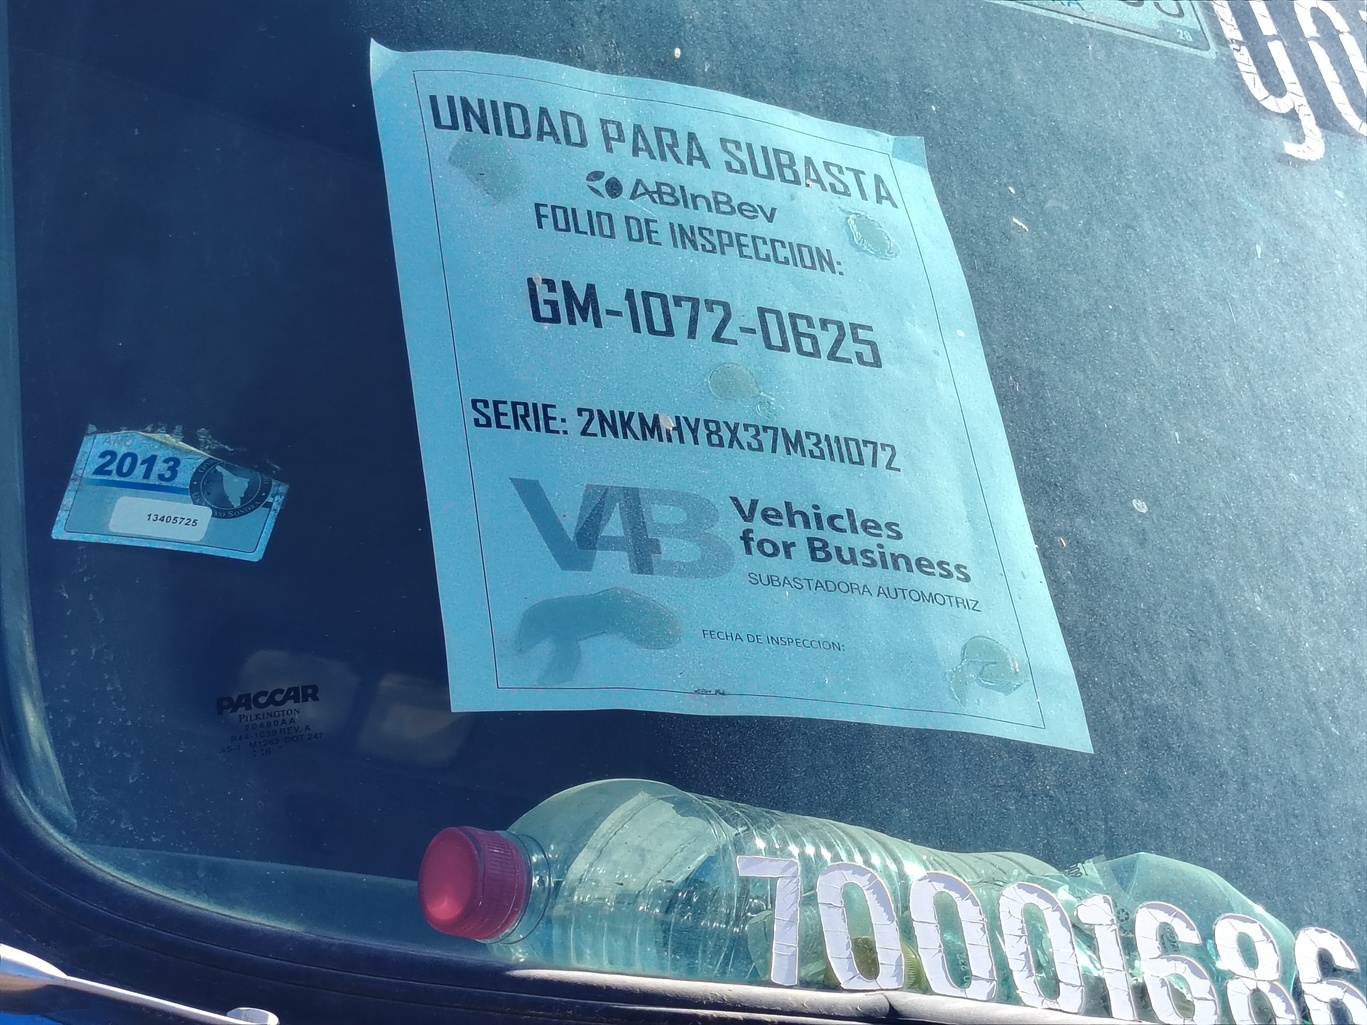 UNIDAD PARA SUBASTA
ABInBev
FOLIO DE INSPECCION:
GM-1072-0625
SERIE: 2NKMHY8X37M311072
V4B Vehicles
for Business
SUBASTADORA AUTOMOTRIZ
FECHA DE INSPECCION:
2013
13405725
PACCAR
PILKINGTON
28
70001686